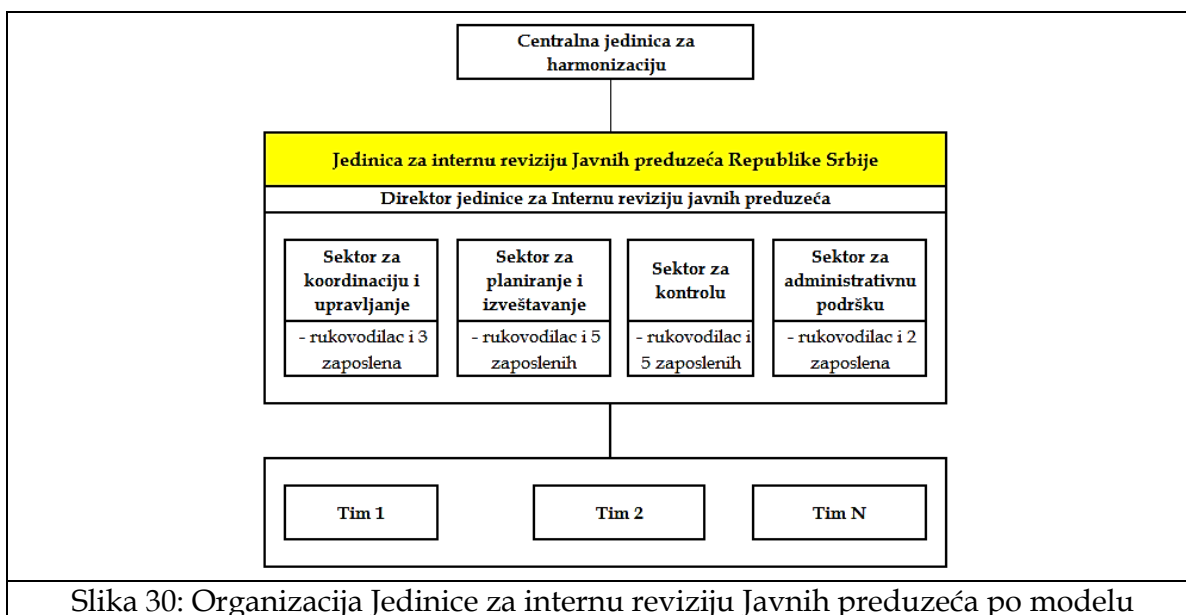 Centralna jedinica za
harmonizaciju
Jedinica za internu reviziju Javnih preduzeća Republike Srbije
Direktor jedinice za Internu reviziju javnih preduzeća
Sektor za
koordinaciju i
upravljanje
- rukovodilac i 3
zaposlena
Sektor za
planiranje i
izveštavanje
- rukovodilac i 5
zaposlenih
Sektor za
kontrolu
- rukovodilac i
5 zaposlenih
Sektor za
administrativnu
podršku
- rukovodilac i 2
zaposlena
Tim 1
Tim 2
Tim N
Slika 30: Organizacija Jedinice za internu reviziju Javnih preduzeća po modelu